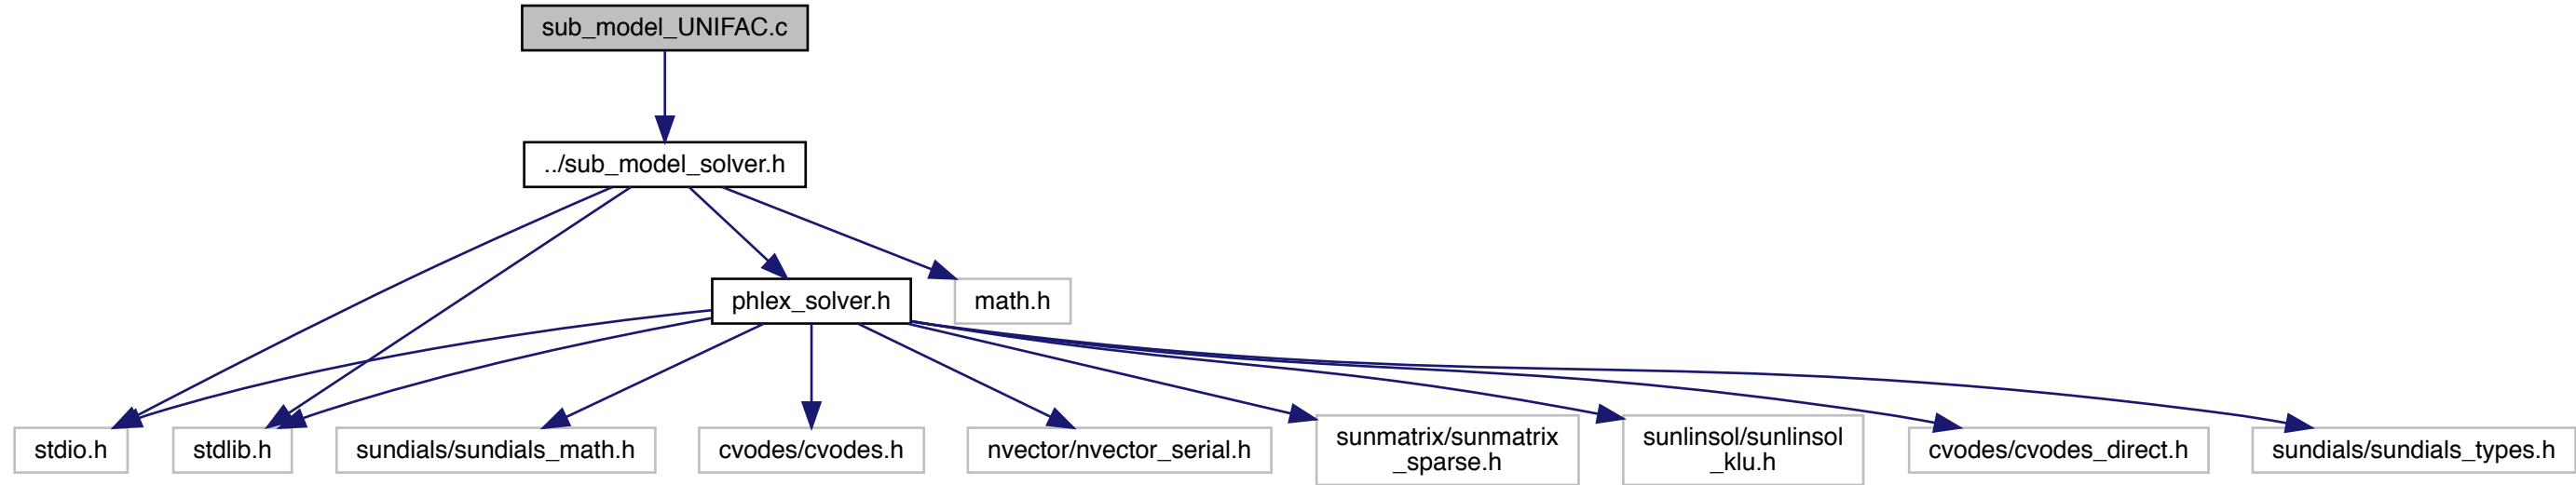 sub_model_UNIFAC.c
../sub_model_solver.h
phlex_solver.h
math.h
stdio.h
stdlib.h
sundials/sundials_math.h
cvodes/cvodes.h
nvector/nvector_serial.h
sunmatrix/sunmatrix
_sparse.h
sunlinsol/sunlinsol
_klu.h
cvodes/cvodes_direct.h
sundials/sundials_types.h